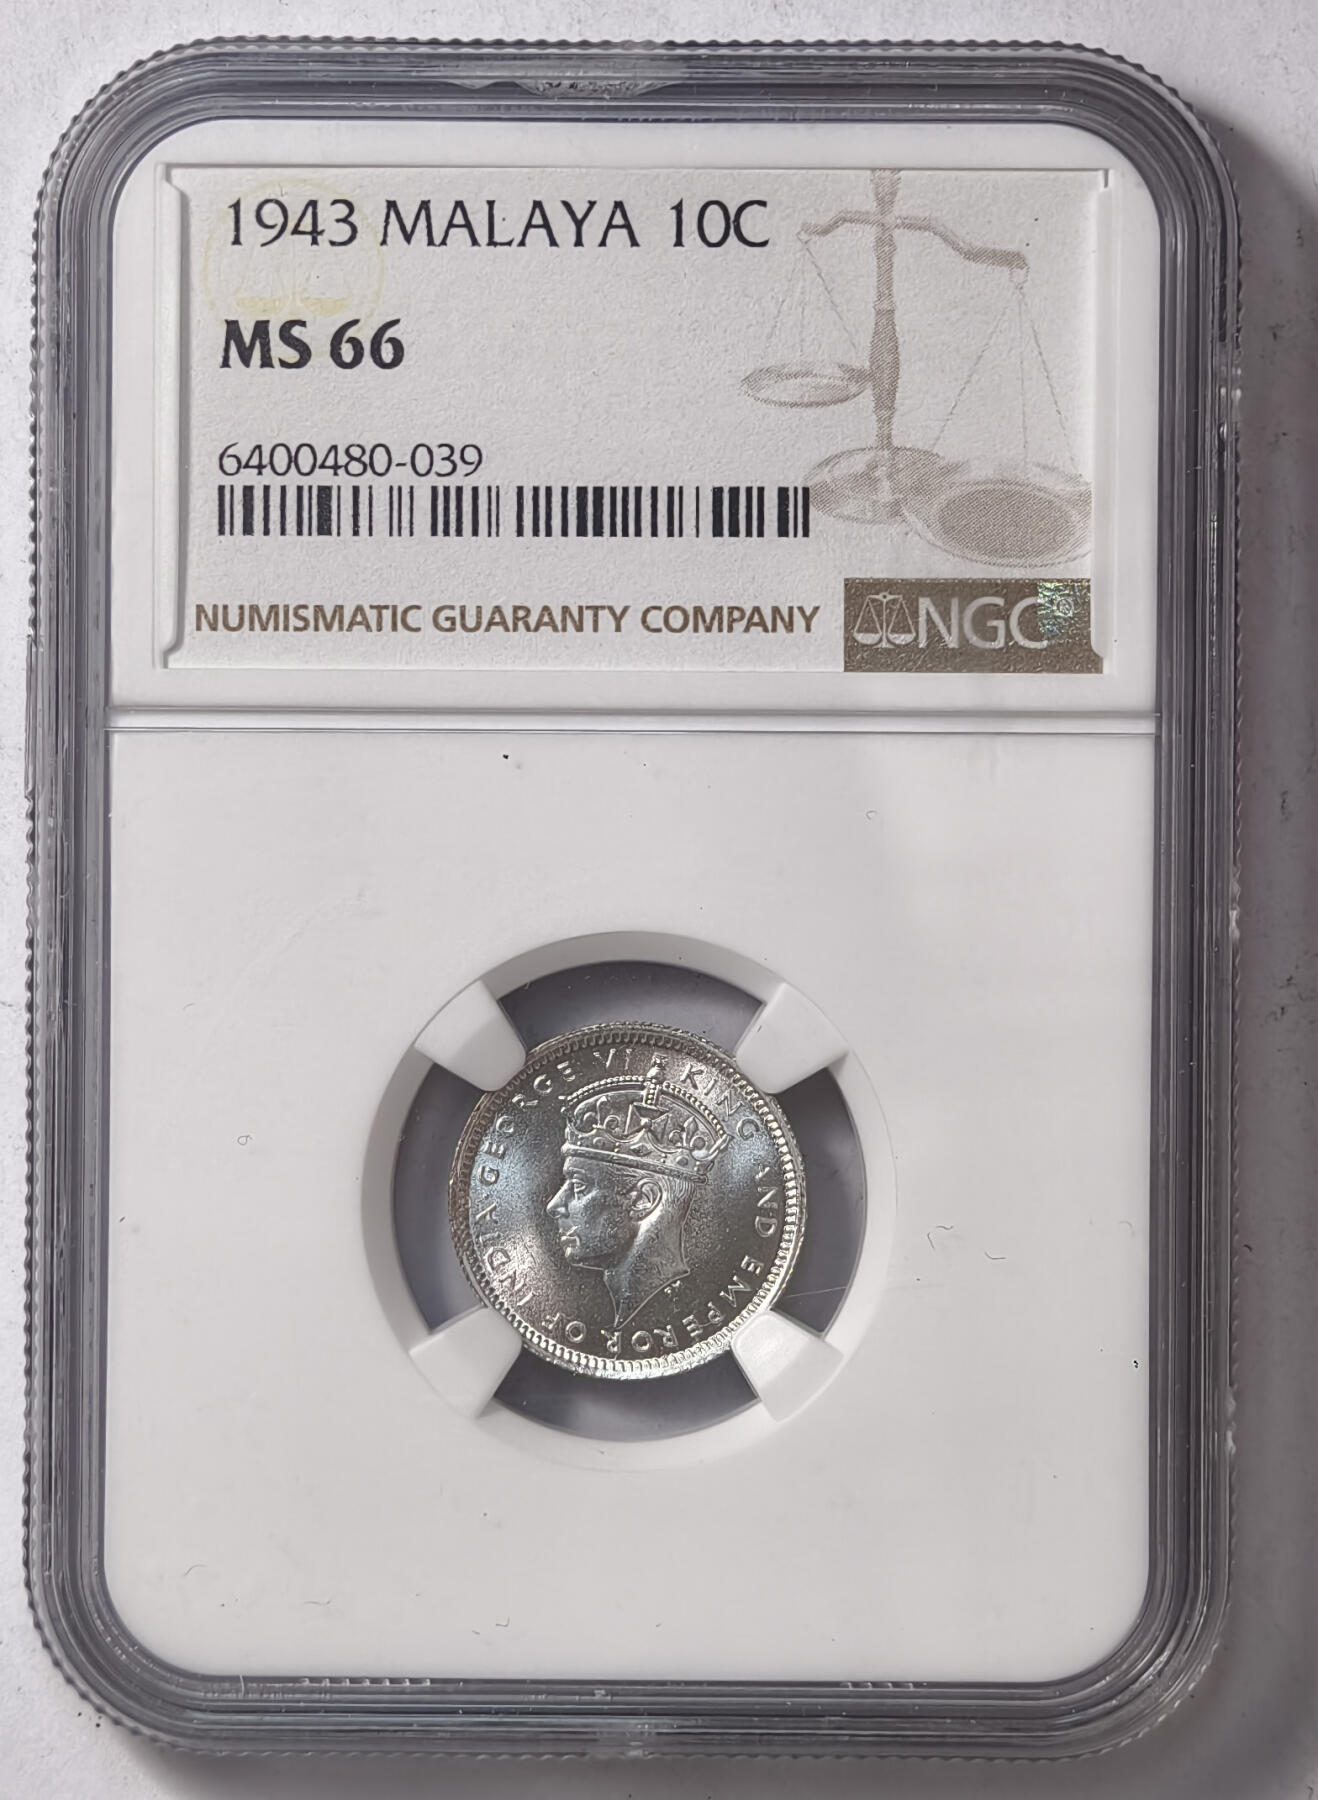 1943 MALAYA 10C
MS 66
6400480-039
NUMISMATIC GUARANTY COMPANY
NGC®
GEORGE VI KING AND EMPEROR OF INDIA